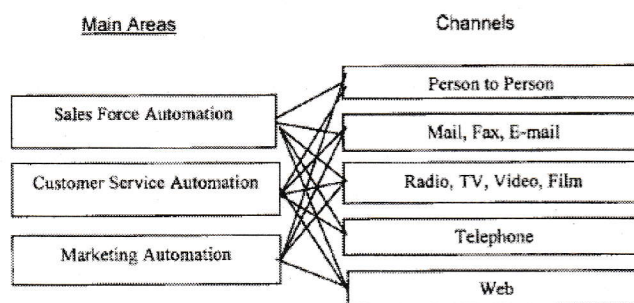 Main Areas
Channels
Sales Force Automation
Customer Service Automation
Marketing Automation
Person to Person
Mail, Fax, E-mail
Radio, TV, Video, Film
Telephone
Web